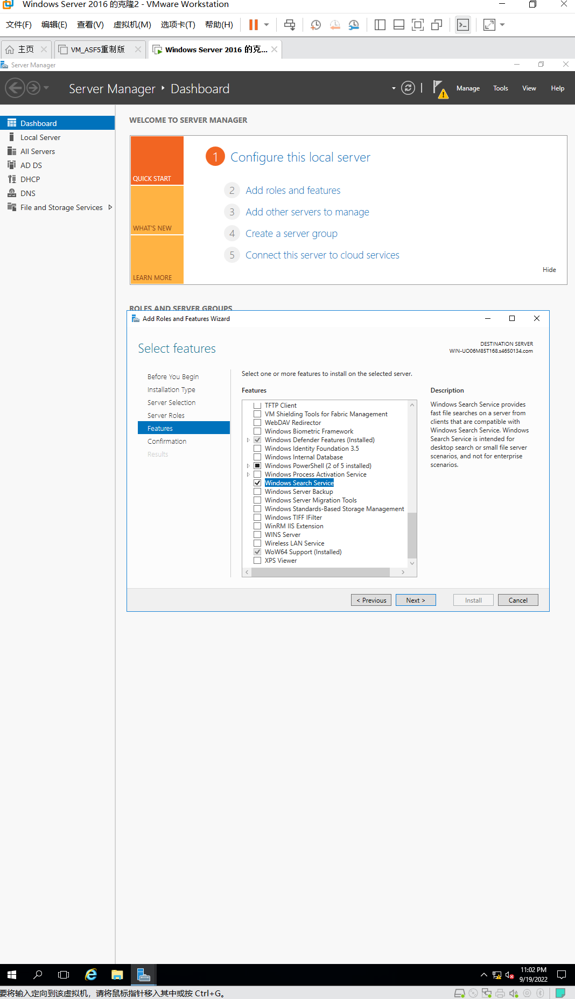 Windows Server 2016 的克隆2 - VMware Workstation
文件(F) 编辑(E) 查看(V) 虚拟机(M) 选项卡(T) 帮助(H)
主页 VM_ASF5重制版 Windows Server 2016 的克...
Server Manager
Server Manager Dashboard
Manage Tools View Help
WELCOME TO SERVER MANAGER
Dashboard
Local Server
All Servers
AD DS
DHCP
DNS
File and Storage Services
QUICK START
WHAT'S NEW
LEARN MORE
1 Configure this local server
2 Add roles and features
3 Add other servers to manage
4 Create a server group
5 Connect this server to cloud services
Hide
ROLES AND SERVER GROUPS
Add Roles and Features Wizard
Select features
DESTINATION SERVER
WIN-UO06M85T168.s4650134.com
Before You Begin
Installation Type
Server Selection
Server Roles
Features
Confirmation
Results
Select one or more features to install on the selected server.
Features
TFTP Client
VM Shielding Tools for Fabric Management
WebDAV Redirector
Windows Biometric Framework
Windows Defender Features (Installed)
Windows Identity Foundation 3.5
Windows Internal Database
Windows PowerShell (2 of 5 installed)
Windows Process Activation Service
Windows Search Service
Windows Server Backup
Windows Server Migration Tools
Windows Standards-Based Storage Management
Windows TIFF IFilter
WinRM IIS Extension
WINS Server
Wireless LAN Service
WoW64 Support (Installed)
XPS Viewer
Description
Windows Search Service provides
fast file searches on a server from
clients that are compatible with
Windows Search Service. Windows
Search Service is intended for
desktop search or small file server
scenarios, and not for enterprise
scenarios.
< Previous Next > Install Cancel
11:02 PM
9/19/2022
要将输入定向到该虚拟机，请将鼠标指针移入其中或按 Ctrl+G。